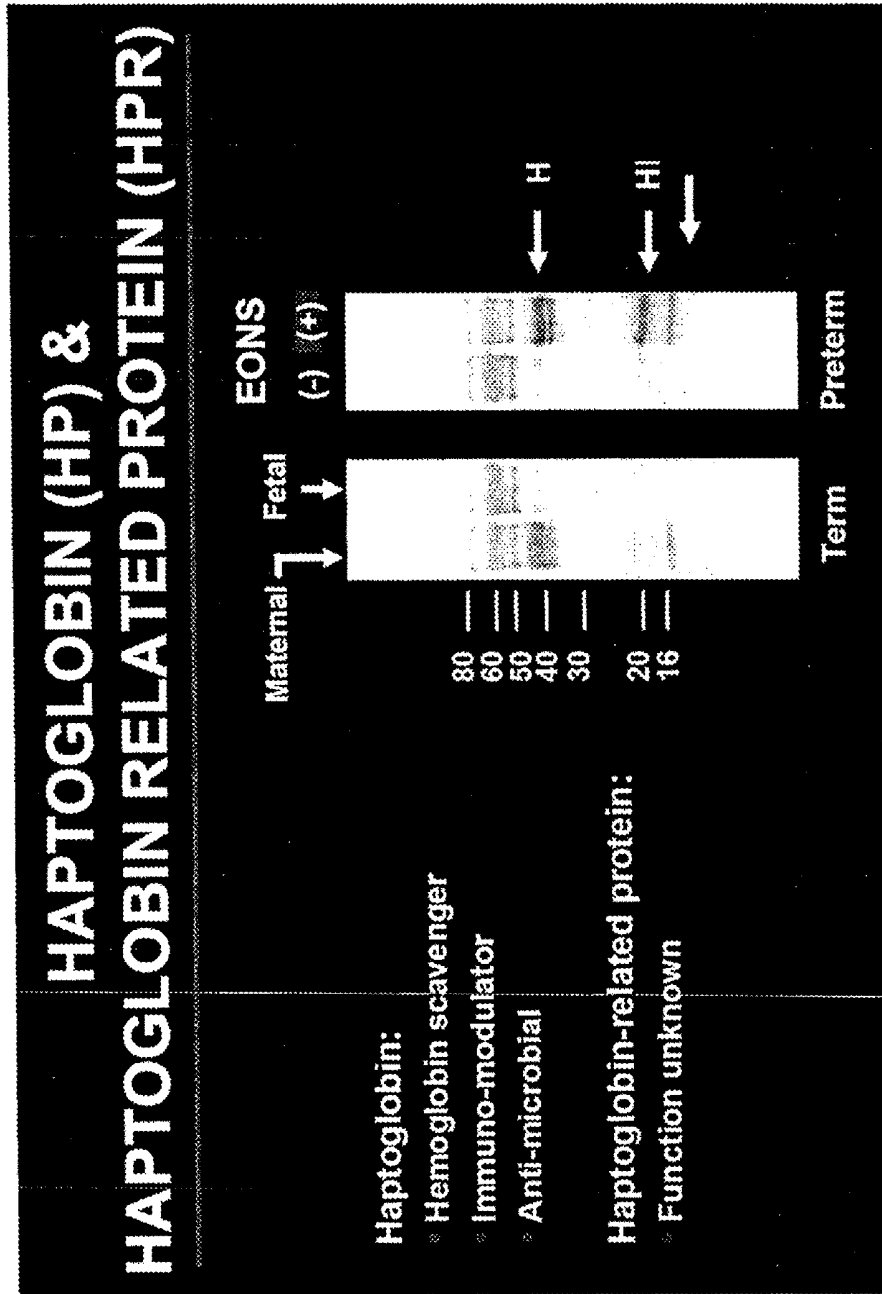 HAPTOGLOBIN (HP) &
HAPTOGLOBIN RELATED PROTEIN (HPR)
Haptoglobin:
Hemoglobin scavenger
Immuno-modulator
Anti-microbial
Haptoglobin-related protein:
Function unknown
Maternal
Fetal
EONS
(-) (+)
80
60
50
40
30
20
16
H
HI
Term
Preterm